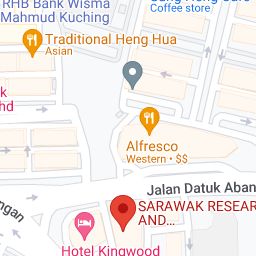 RHB Bank Wisma
Mahmud Kuching
Coffee store
Traditional Heng Hua
Asian
Alfresco
Western • $$
Jalan Datuk Aban
SARAWAK RESEAR
AND...
Hotel Kingwood